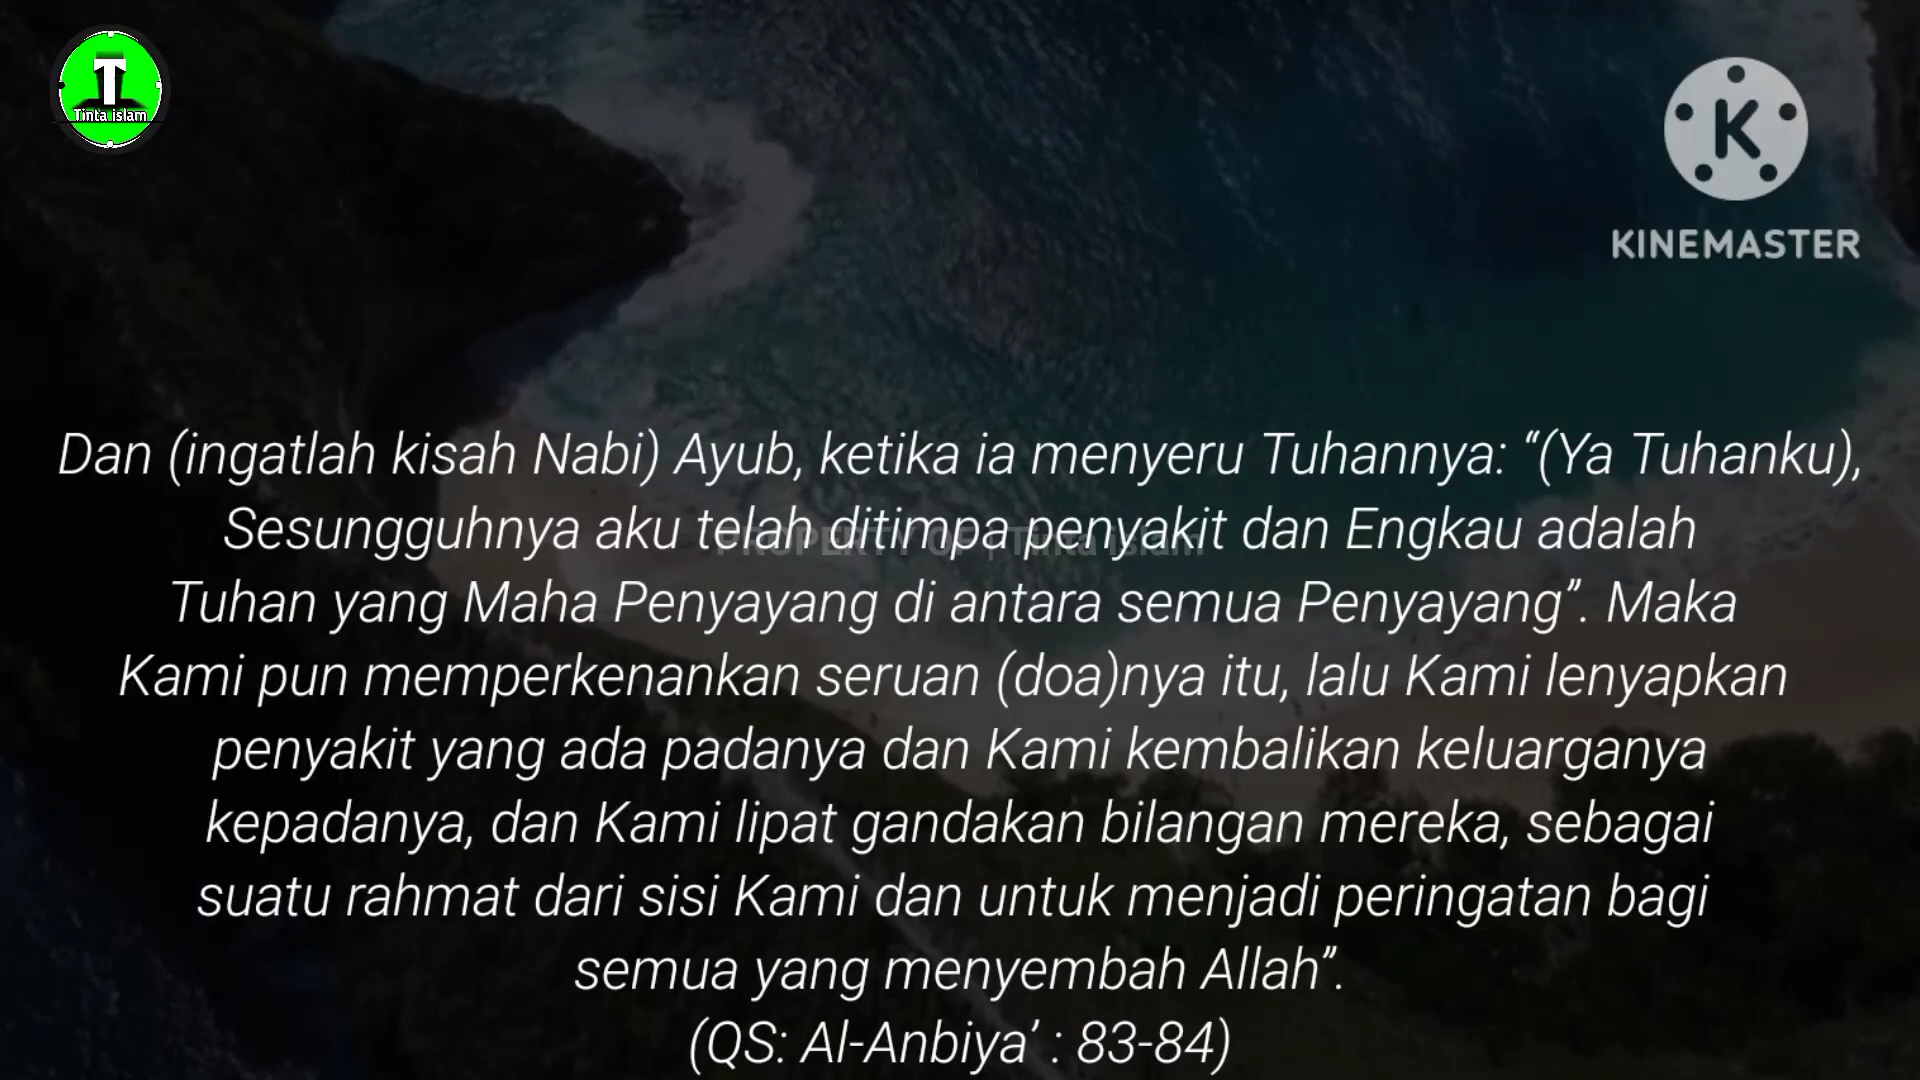 T
Tinta islam
K
KINEMASTER
Dan (ingatlah kisah Nabi) Ayub, ketika ia menyeru Tuhannya: “(Ya Tuhanku),
Sesungguhnya aku telah ditimpa penyakit dan Engkau adalah
PROPERTY OF | Tinta islam
Tuhan yang Maha Penyayang di antara semua Penyayang”. Maka
Kami pun memperkenankan seruan (doa)nya itu, lalu Kami lenyapkan
penyakit yang ada padanya dan Kami kembalikan keluarganya
kepadanya, dan Kami lipat gandakan bilangan mereka, sebagai
suatu rahmat dari sisi Kami dan untuk menjadi peringatan bagi
semua yang menyembah Allah”.
(QS: Al-Anbiya’ : 83-84)